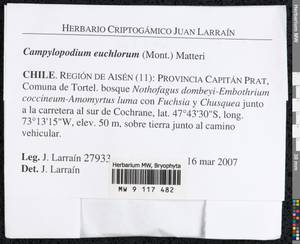 HERBARIO CRIPTOGÁMICO JUAN LARRAÍN
Campylopodium euchlorum (Mont.) Matteri
CHILE. REGIÓN DE AISÉN (11): PROVINCIA CAPITÁN PRAT,
Comuna de Tortel. bosque Nothofagus dombeyi-Embothrium
coccineum-Amomyrtus luma con Fuchsia y Chusquea junto
a la carretera al sur de Cochrane, lat. 47°43'30"S, long.
73°13'15"W, elev. 50 m, sobre tierra junto al camino
vehicular.
Leg. J. Larraín 27933 16 mar 2007
Det. J. Larraín
Herbarium MW, Bryophyta
MW 9 117 482